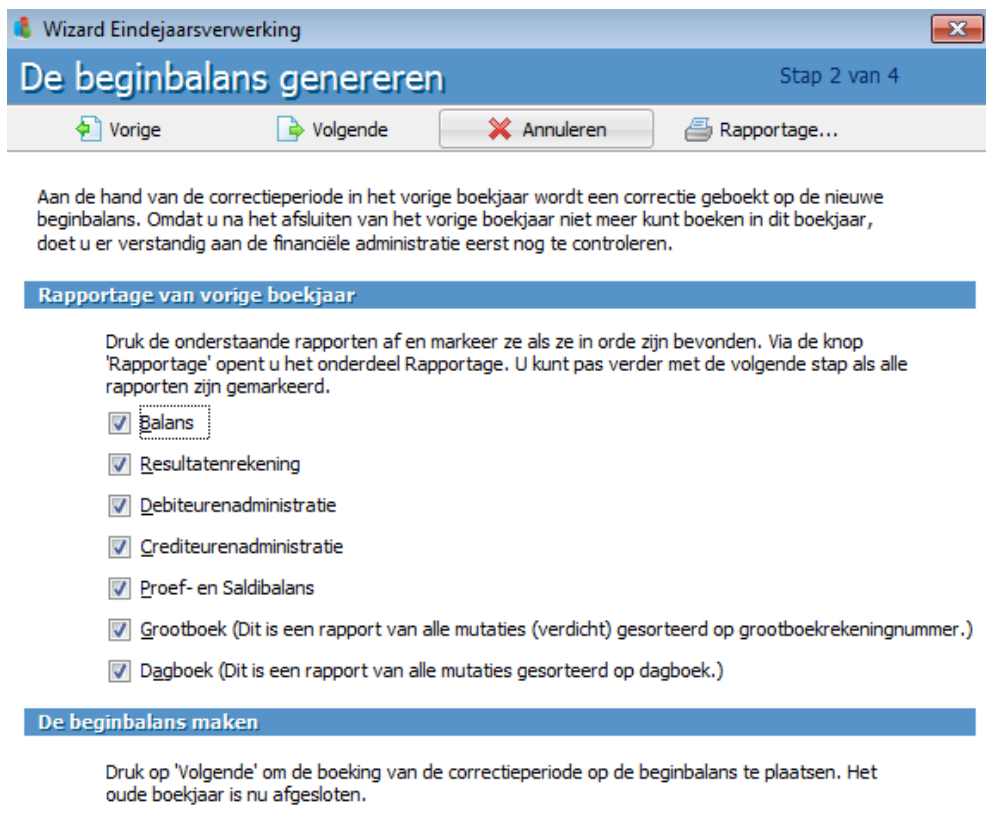 Wizard Eindejaarsverwerking
De beginbalans genereren
Stap 2 van 4
Vorige
Volgende
Annuleren
Rapportage...
Aan de hand van de correctieperiode in het vorige boekjaar wordt een correctie geboekt op de nieuwe
beginbalans. Omdat u na het afsluiten van het vorige boekjaar niet meer kunt boeken in dit boekjaar,
doet u er verstandig aan de financiële administratie eerst nog te controleren.
Rapportage van vorige boekjaar
Druk de onderstaande rapporten af en markeer ze als ze in orde zijn bevonden. Via de knop
'Rapportage' opent u het onderdeel Rapportage. U kunt pas verder met de volgende stap als alle
rapporten zijn gemarkeerd.
Balans
Resultatenrekening
Debiteurenadministratie
Crediteurenadministratie
Proef- en Saldibalans
Grootboek (Dit is een rapport van alle mutaties (verdicht) gesorteerd op grootboekrekeningnummer.)
Dagboek (Dit is een rapport van alle mutaties gesorteerd op dagboek.)
De beginbalans maken
Druk op 'Volgende' om de boeking van de correctieperiode op de beginbalans te plaatsen. Het
oude boekjaar is nu afgesloten.